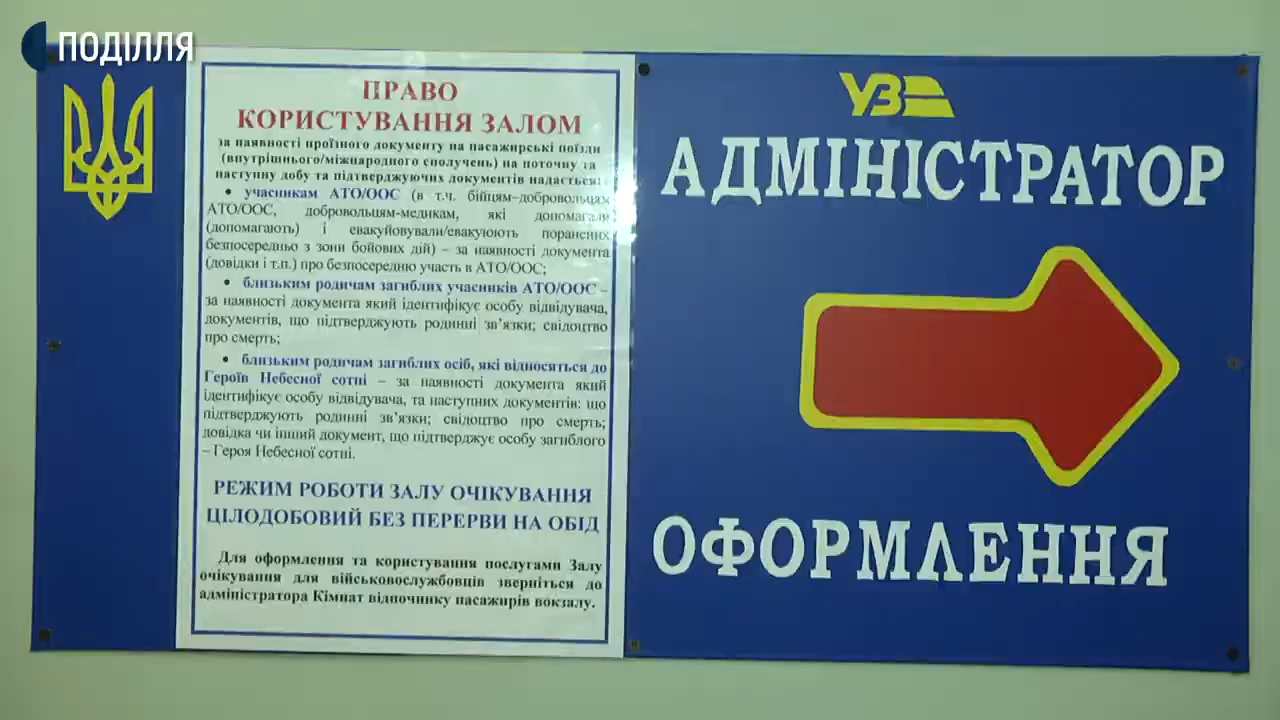 ПОДІЛЛЯ
ПРАВО
КОРИСТУВАННЯ ЗАЛОМ
за наявності проїзного документу на пасажирські поїзди
(внутрішнього/міжнародного сполучень) на поточну та
наступну добу та підтверджуючих документів надається:
• учасникам АТО/ООС (в т.ч. бійцям–добровольцям
АТО/ООС, добровольцям-медикам, які допомагали
(допомагають) і евакуйовували/евакуюють поранених
безпосередньо з зони бойових дій) – за наявності документа
(довідки і т.п.) про безпосередню участь в АТО/ООС;
• близьким родичам загиблих учасників АТО/ООС –
за наявності документа який ідентифікує особу відвідувача,
документів, що підтверджують родинні зв’язки; свідоцтво
про смерть;
• близьким родичам загиблих осіб, які відносяться до
Героїв Небесної сотні – за наявності документа який
ідентифікує особу відвідувача, та наступних документів: що
підтверджують родинні зв’язки; свідоцтво про смерть;
довідка чи інший документ, що підтверджує особу загиблого
– Героя Небесної сотні.
РЕЖИМ РОБОТИ ЗАЛУ ОЧІКУВАННЯ
ЦІЛОДОБОВИЙ БЕЗ ПЕРЕРВИ НА ОБІД
Для оформлення та користування послугами Залу
очікування для військовослужбовців зверніться до
адміністратора Кімнат відпочинку пасажирів вокзалу.
УЗ
АДМІНІСТРАТОР
ОФОРМЛЕННЯ